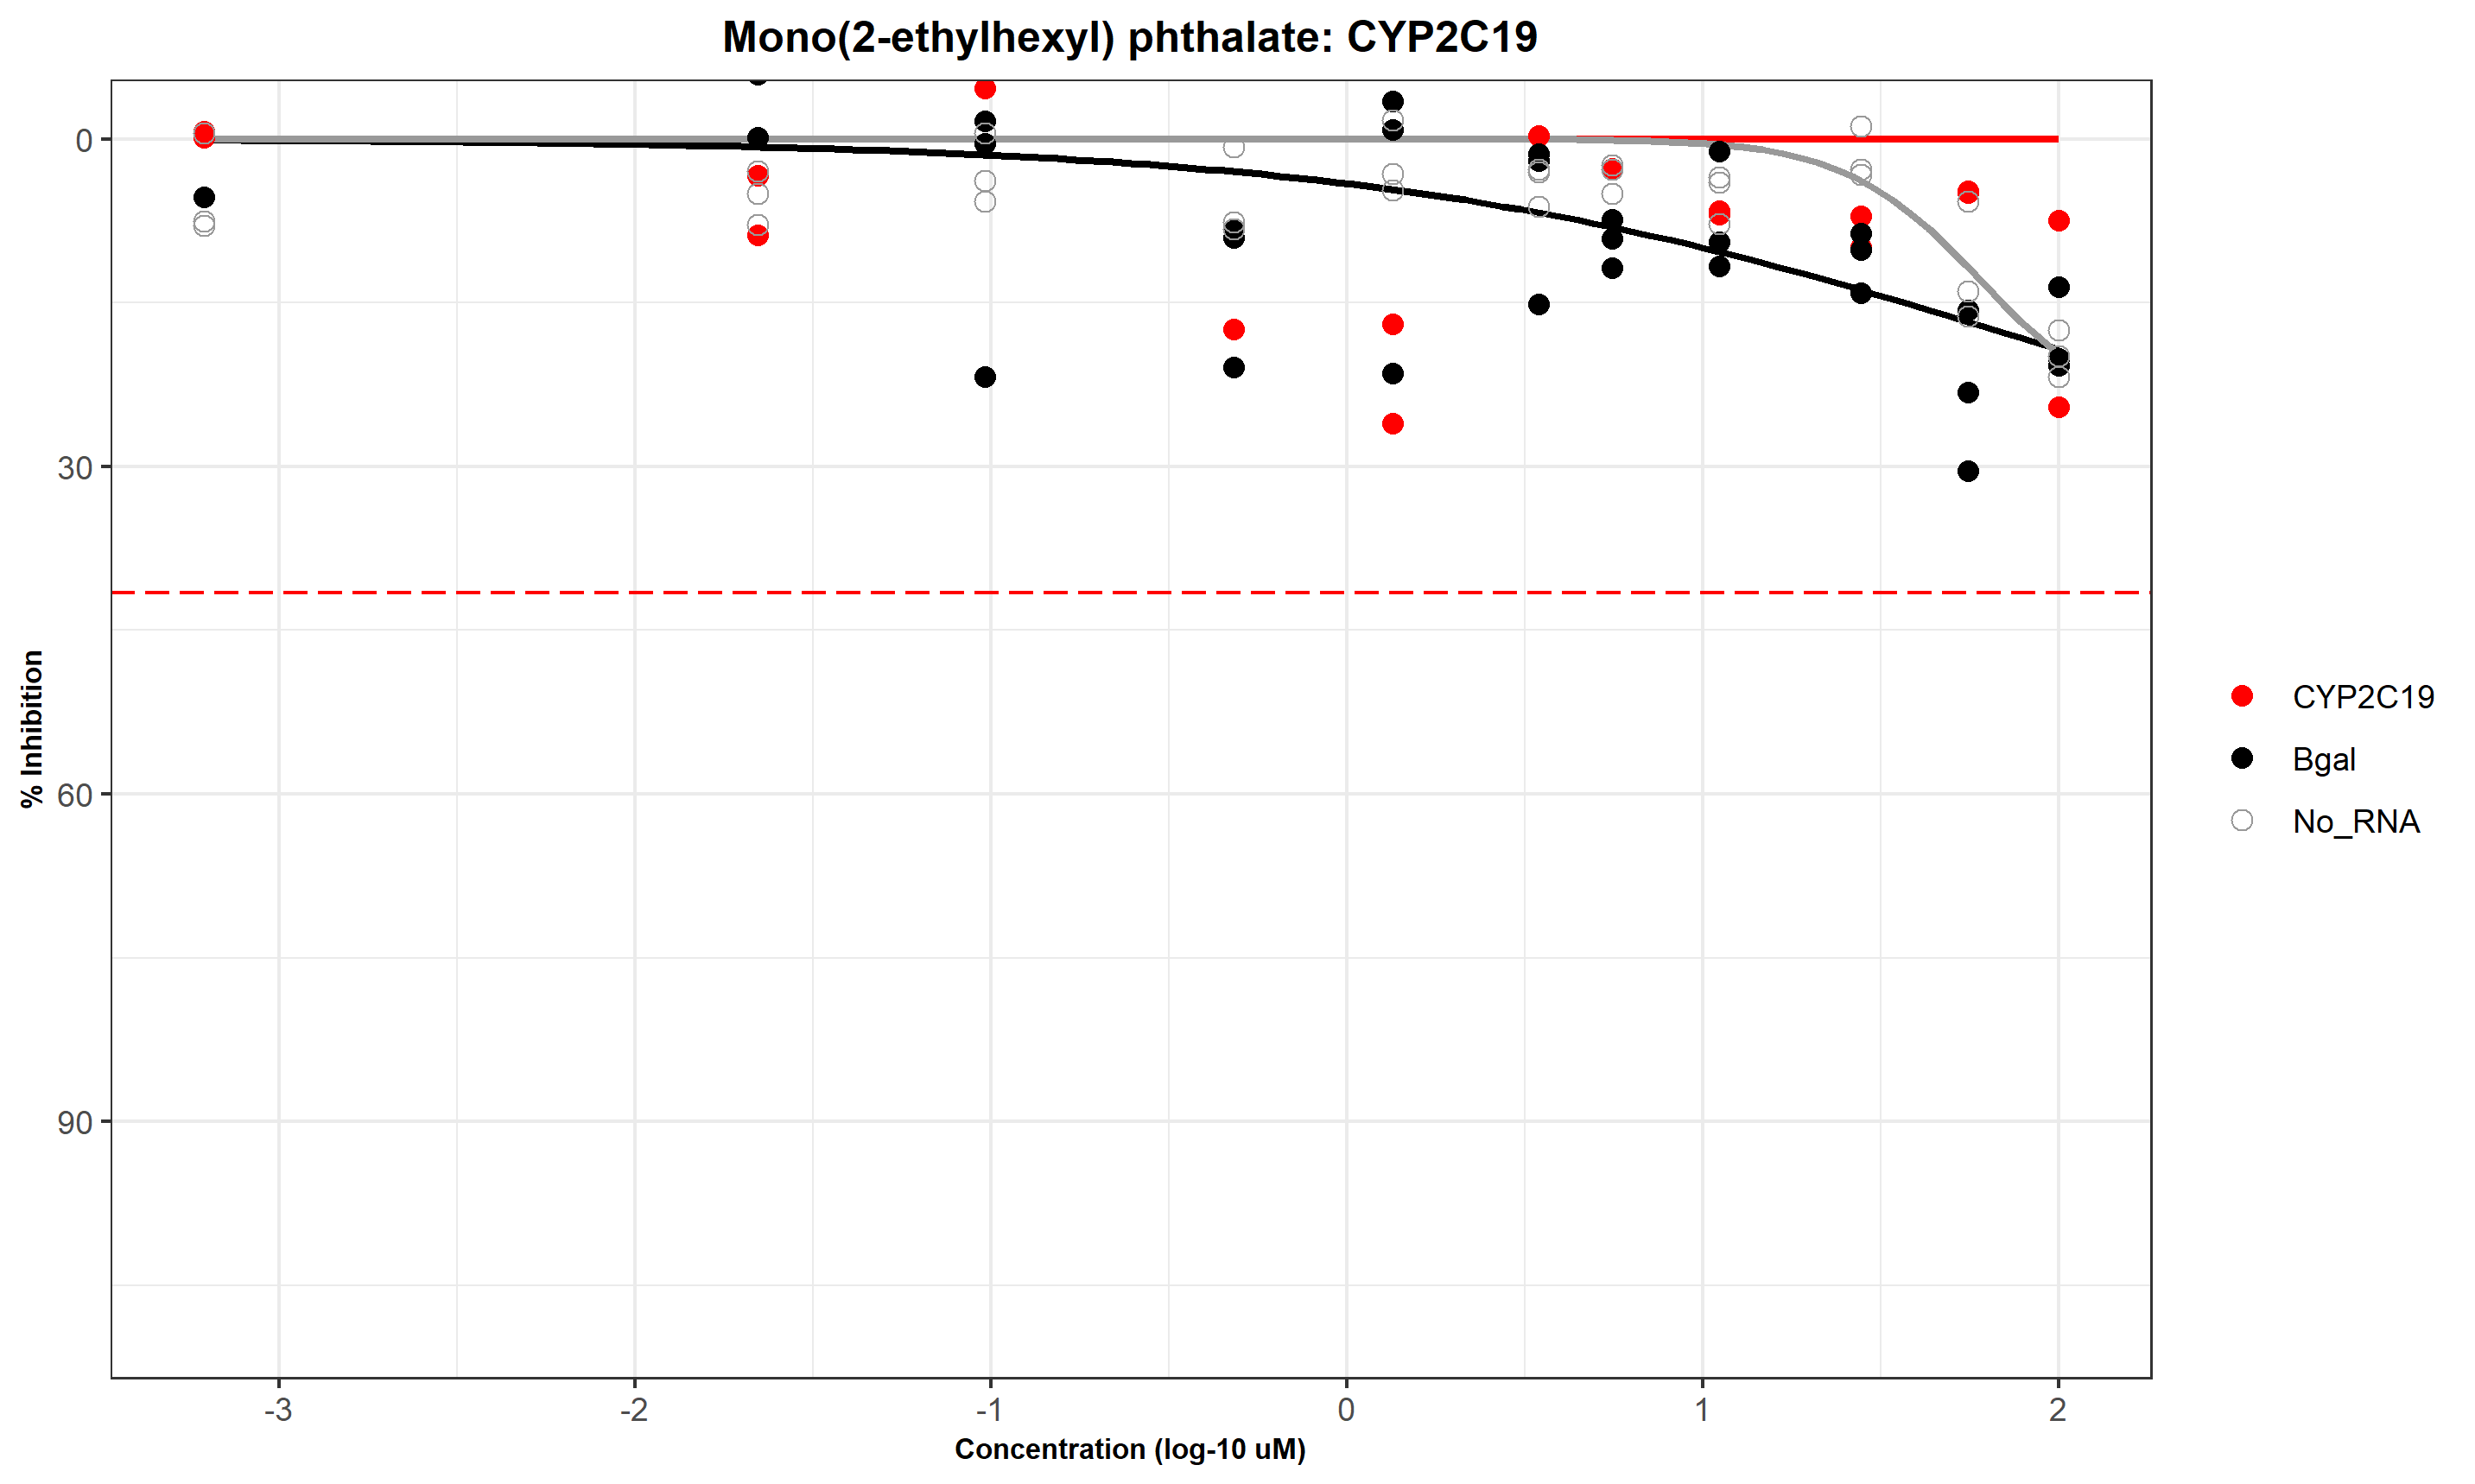 Mono(2-ethylhexyl) phthalate: CYP2C19
0
30
60
90
% Inhibition
-3
-2
-1
0
1
2
Concentration (log-10 uM)
CYP2C19
Bgal
No_RNA